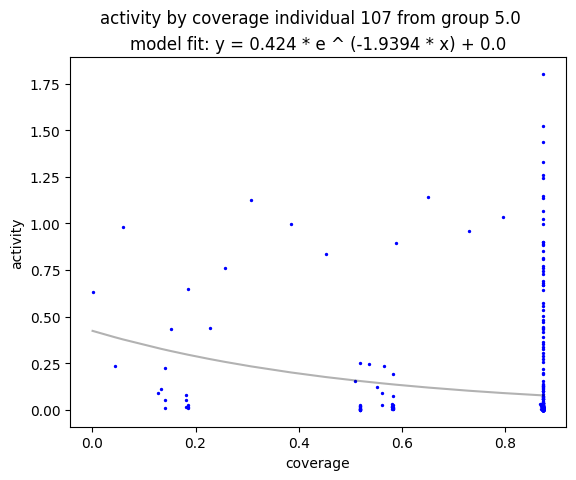 activity by coverage individual 107 from group 5.0
model fit: y = 0.424 * e ^ (-1.9394 * x) + 0.0
1.75
1.50
1.25
1.00
0.75
0.50
0.25
0.00
activity
0.0 0.2 0.4 0.6 0.8
coverage